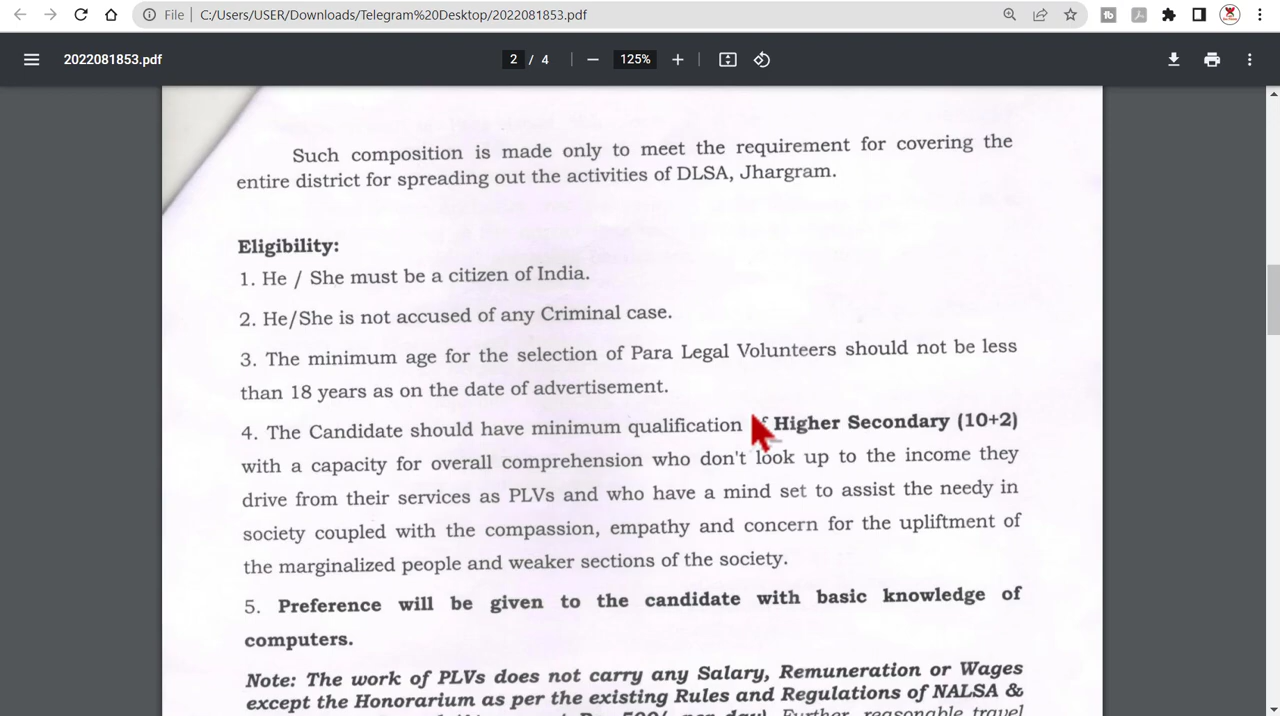 File | C:/Users/USER/Downloads/Telegram%20Desktop/2022081853.pdf
2022081853.pdf
2 / 4
125%
Such composition is made only to meet the requirement for covering the
entire district for spreading out the activities of DLSA, Jhargram.
Eligibility:
1. He / She must be a citizen of India.
2. He/She is not accused of any Criminal case.
3. The minimum age for the selection of Para Legal Volunteers should not be less
than 18 years as on the date of advertisement.
4. The Candidate should have minimum qualification Higher Secondary (10+2)
with a capacity for overall comprehension who don't look up to the income they
drive from their services as PLVs and who have a mind set to assist the needy in
society coupled with the compassion, empathy and concern for the upliftment of
the marginalized people and weaker sections of the society.
5. Preference will be given to the candidate with basic knowledge of
computers.
Note: The work of PLVs does not carry any Salary, Remuneration or Wages
except the Honorarium as per the existing Rules and Regulations of NALSA &
per day). Further, reasonable travel